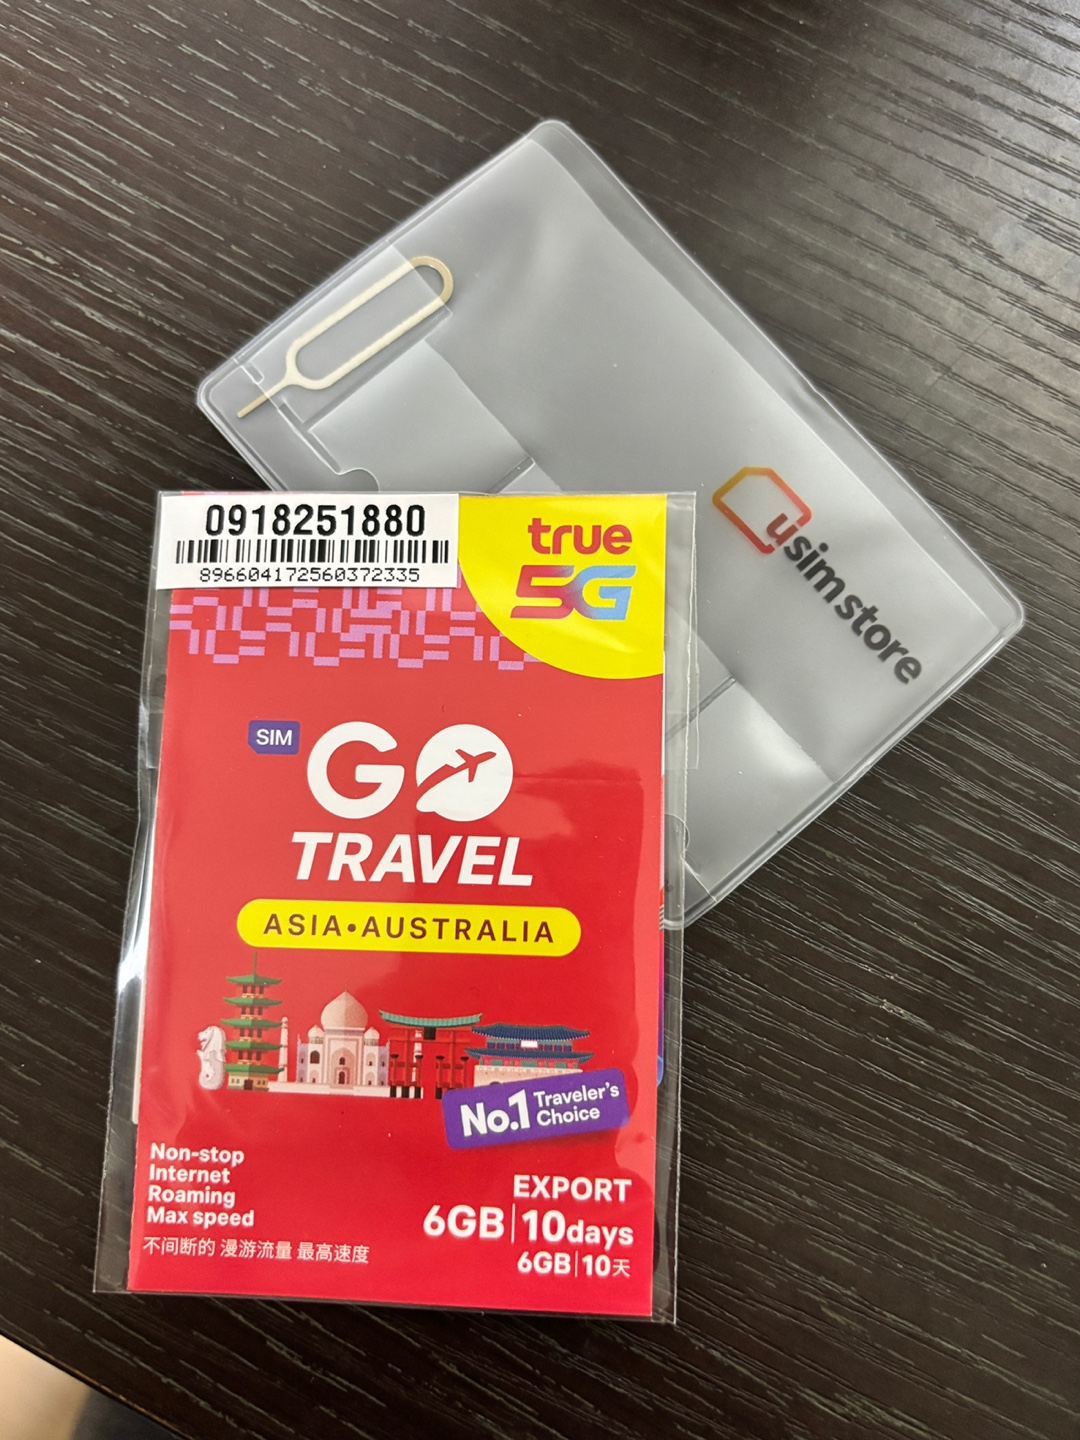 0918251880
896604172560372335
true
5G
usimstore
SIM
GO
TRAVEL
ASIA•AUSTRALIA
No.1 Traveler's
Choice
Non-stop
Internet
Roaming
Max speed
不间断的 漫游流量 最高速度
EXPORT
6GB|10days
6GB|10天